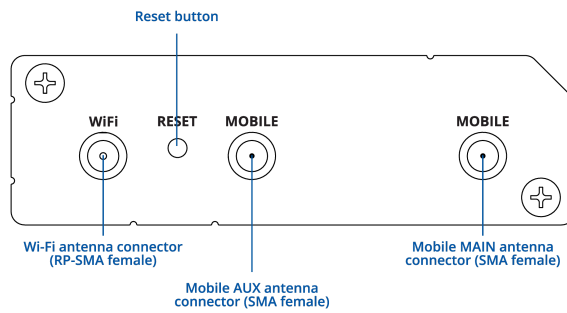 Reset button
WiFi
RESET
MOBILE
MOBILE
Wi-Fi antenna connector
(RP-SMA female)
Mobile MAIN antenna
connector (SMA female)
Mobile AUX antenna
connector (SMA female)